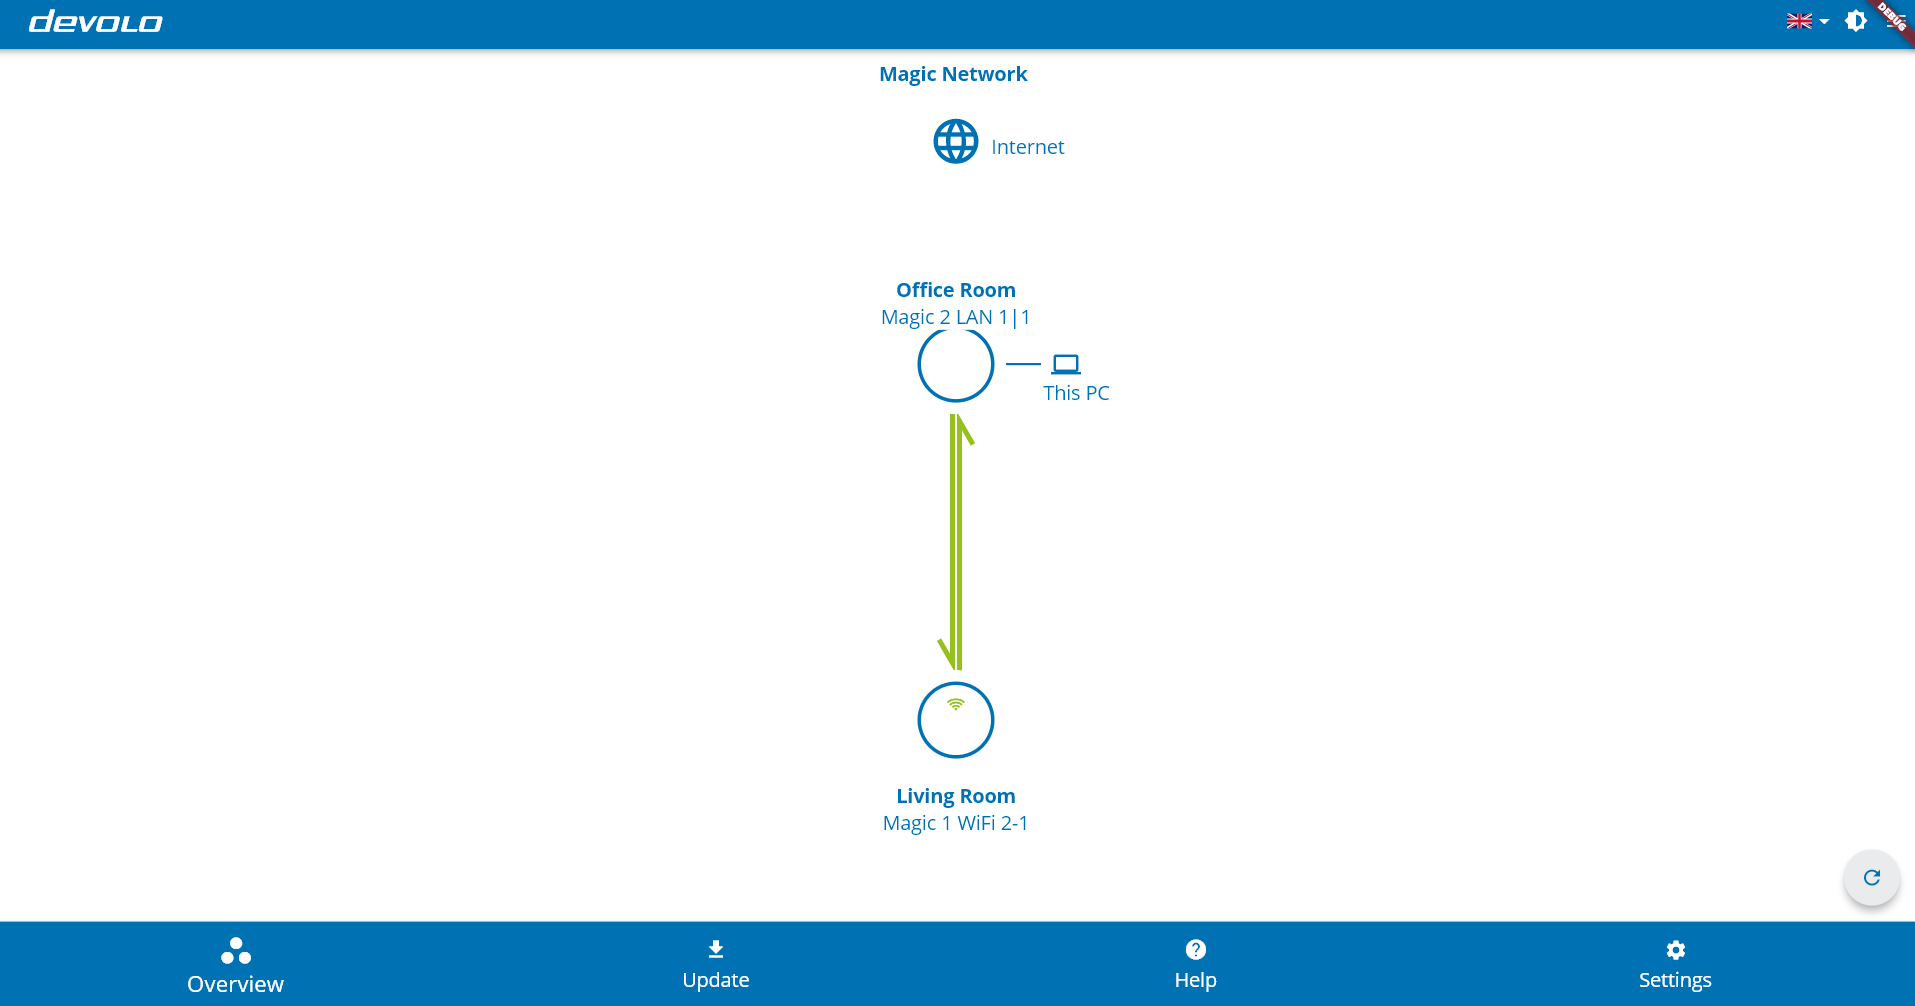 devolo
DEBUG
Magic Network
Internet
Office Room
Magic 2 LAN 1|1
This PC
Living Room
Magic 1 WiFi 2-1
Overview
Update
Help
Settings